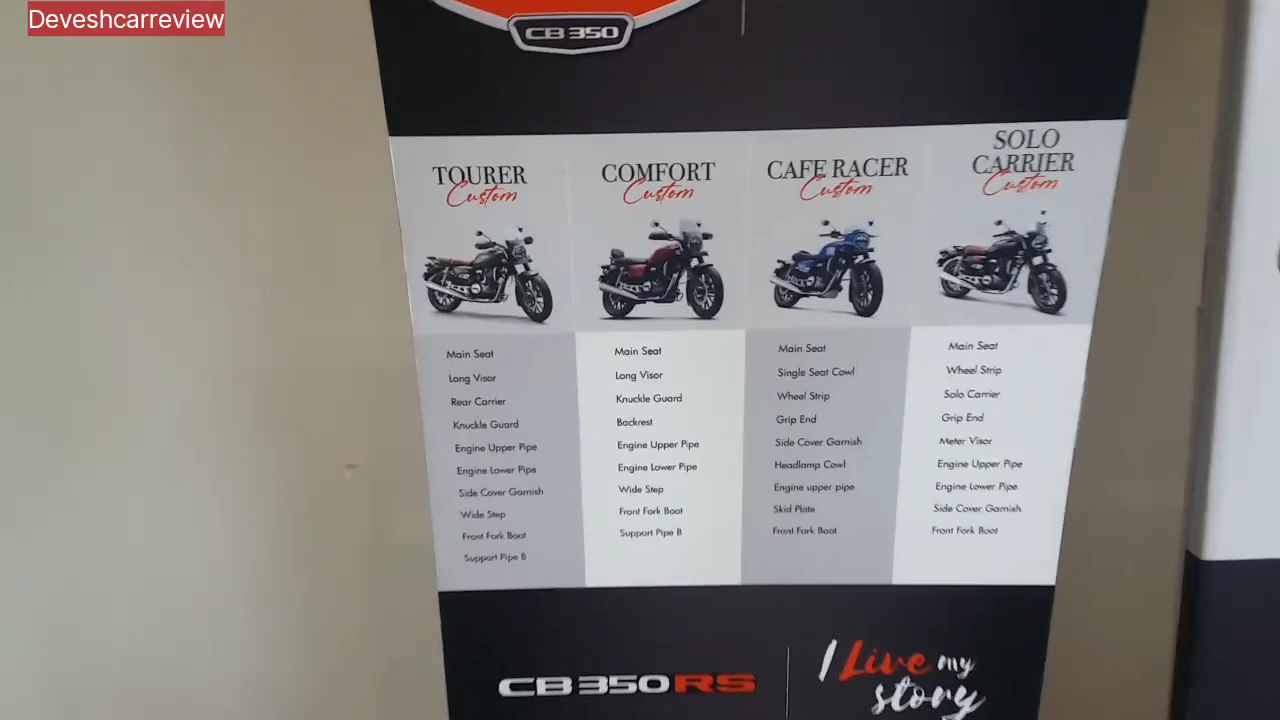 Deveshcarreview
CB 350
TOURER
Custom
Main Seat
Long Visor
Rear Carrier
Knuckle Guard
Engine Upper Pipe
Engine Lower Pipe
Side Cover Garnish
Wide Step
Front Fork Boot
Support Pipe B
COMFORT
Custom
Main Seat
Long Visor
Knuckle Guard
Backrest
Engine Upper Pipe
Engine Lower Pipe
Wide Step
Front Fork Boot
Support Pipe B
CAFE RACER
Custom
Main Seat
Single Seat Cowl
Wheel Strip
Grip End
Side Cover Garnish
Headlamp Cowl
Engine upper pipe
Skid Plate
Front Fork Boot
SOLO
CARRIER
Custom
Main Seat
Wheel Strip
Solo Carrier
Grip End
Meter Visor
Engine Upper Pipe
Engine Lower Pipe
Side Cover Garnish
Front Fork Boot
CB350RS
I Live my
story